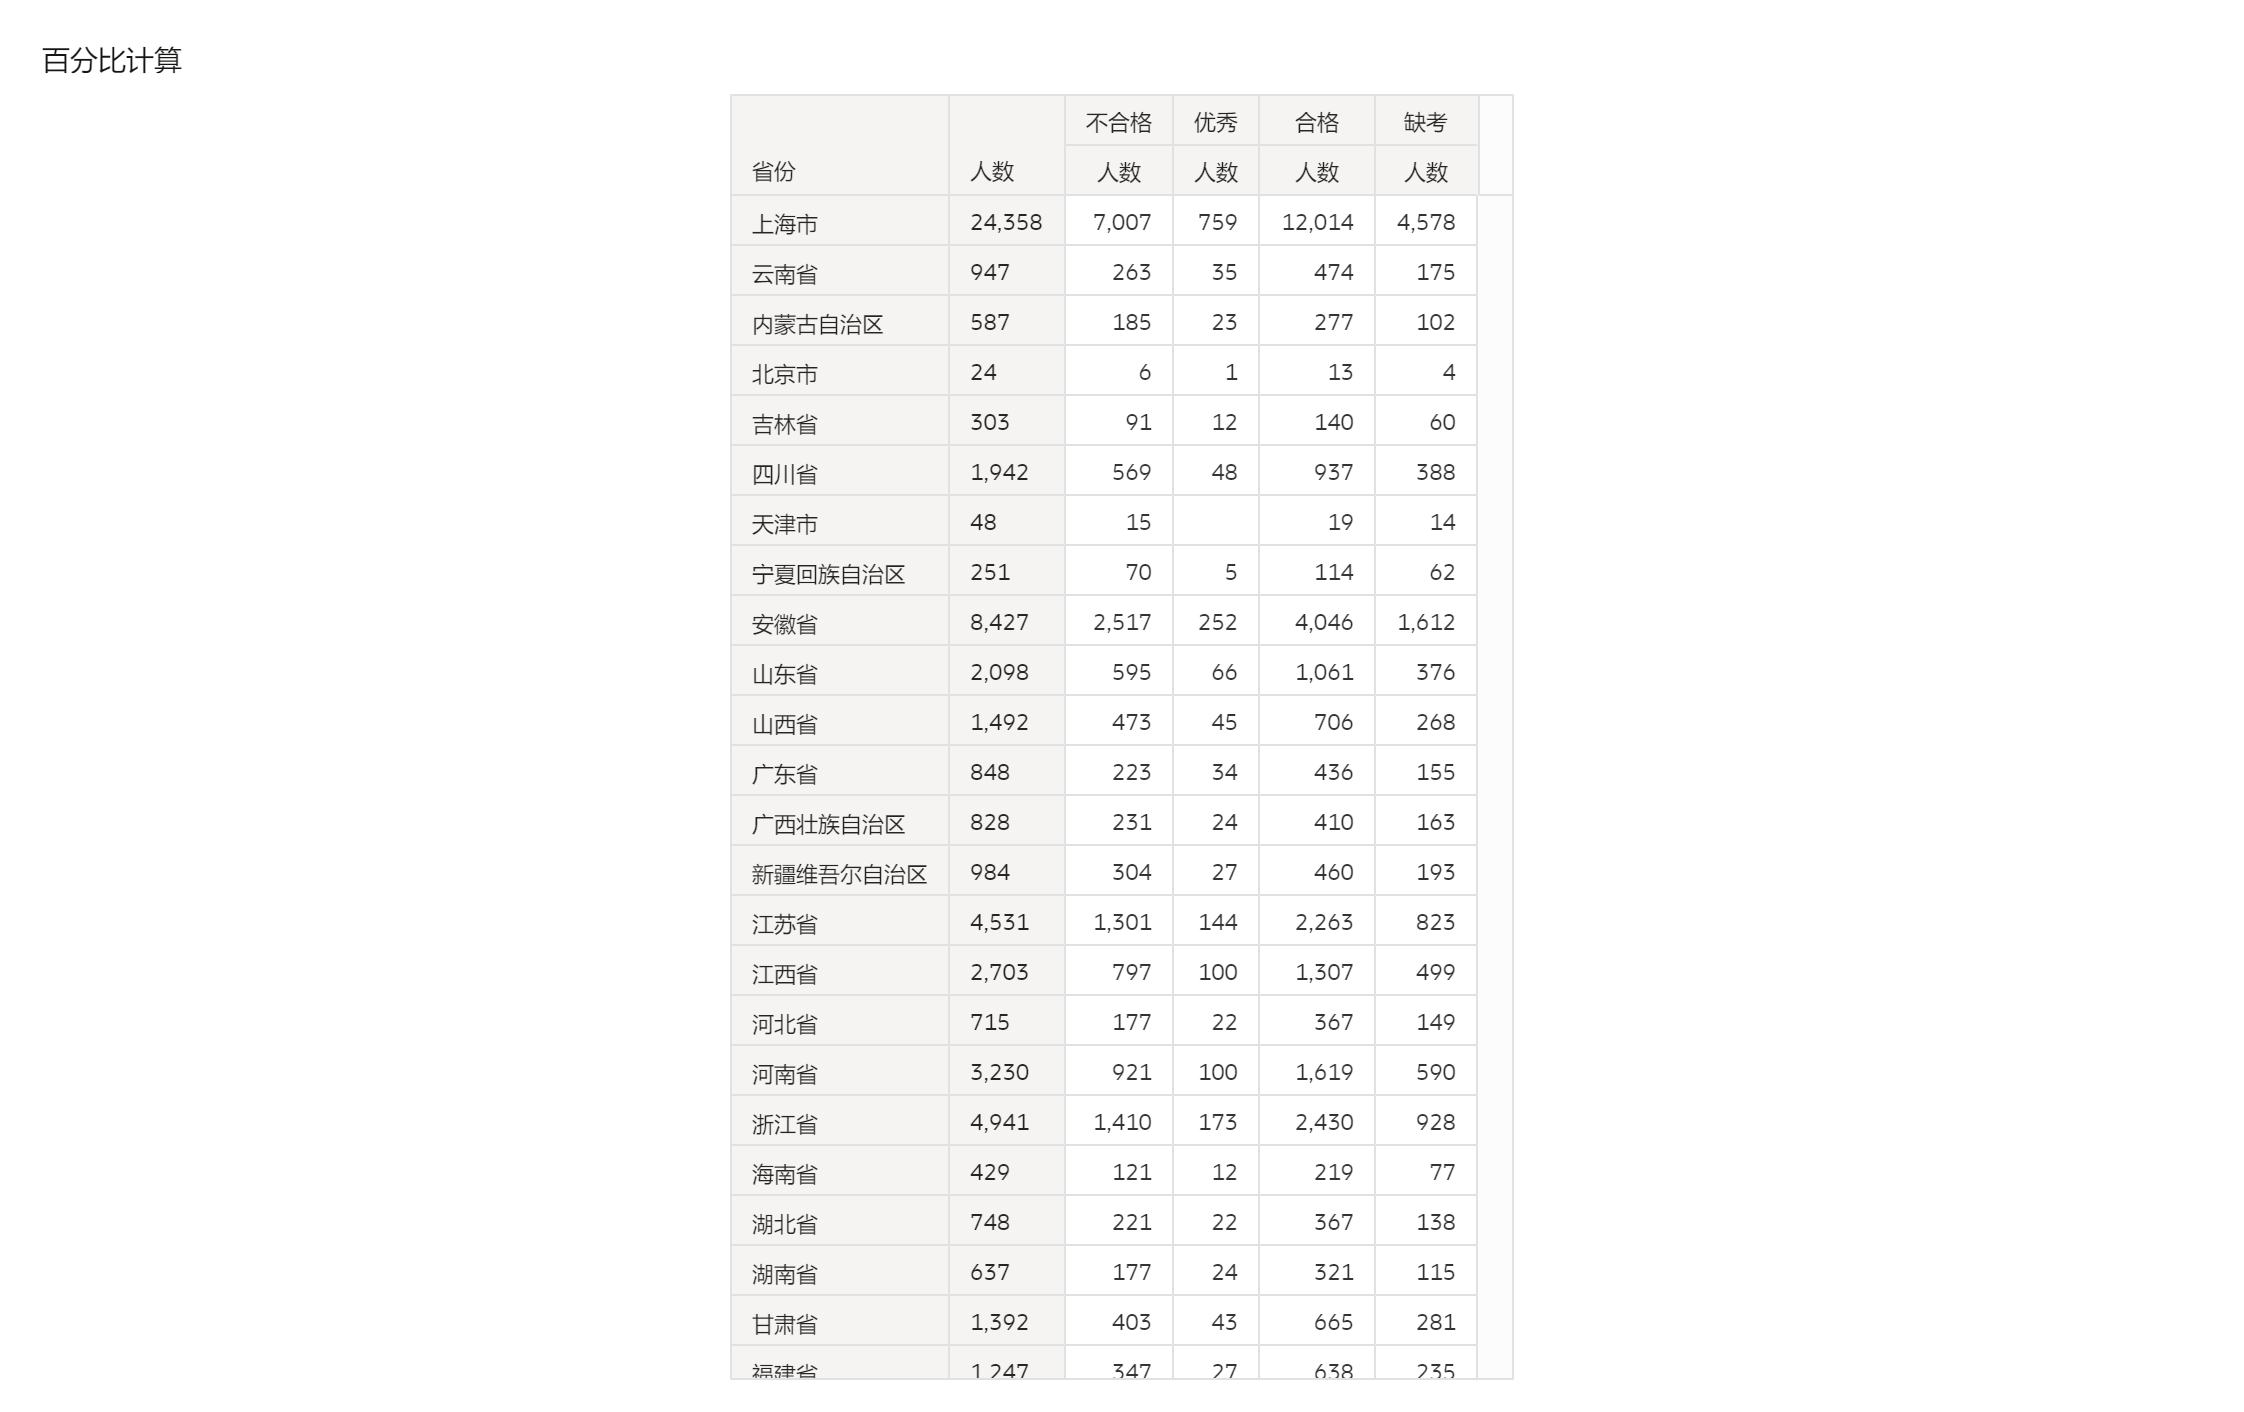 百分比计算
不合格 优秀 合格 缺考
省份 人数 人数 人数 人数 人数
上海市 24,358 7,007 759 12,014 4,578
云南省 947 263 35 474 175
内蒙古自治区 587 185 23 277 102
北京市 24 6 1 13 4
吉林省 303 91 12 140 60
四川省 1,942 569 48 937 388
天津市 48 15 19 14
宁夏回族自治区 251 70 5 114 62
安徽省 8,427 2,517 252 4,046 1,612
山东省 2,098 595 66 1,061 376
山西省 1,492 473 45 706 268
广东省 848 223 34 436 155
广西壮族自治区 828 231 24 410 163
新疆维吾尔自治区 984 304 27 460 193
江苏省 4,531 1,301 144 2,263 823
江西省 2,703 797 100 1,307 499
河北省 715 177 22 367 149
河南省 3,230 921 100 1,619 590
浙江省 4,941 1,410 173 2,430 928
海南省 429 121 12 219 77
湖北省 748 221 22 367 138
湖南省 637 177 24 321 115
甘肃省 1,392 403 43 665 281
福建省 1,247 347 27 638 235